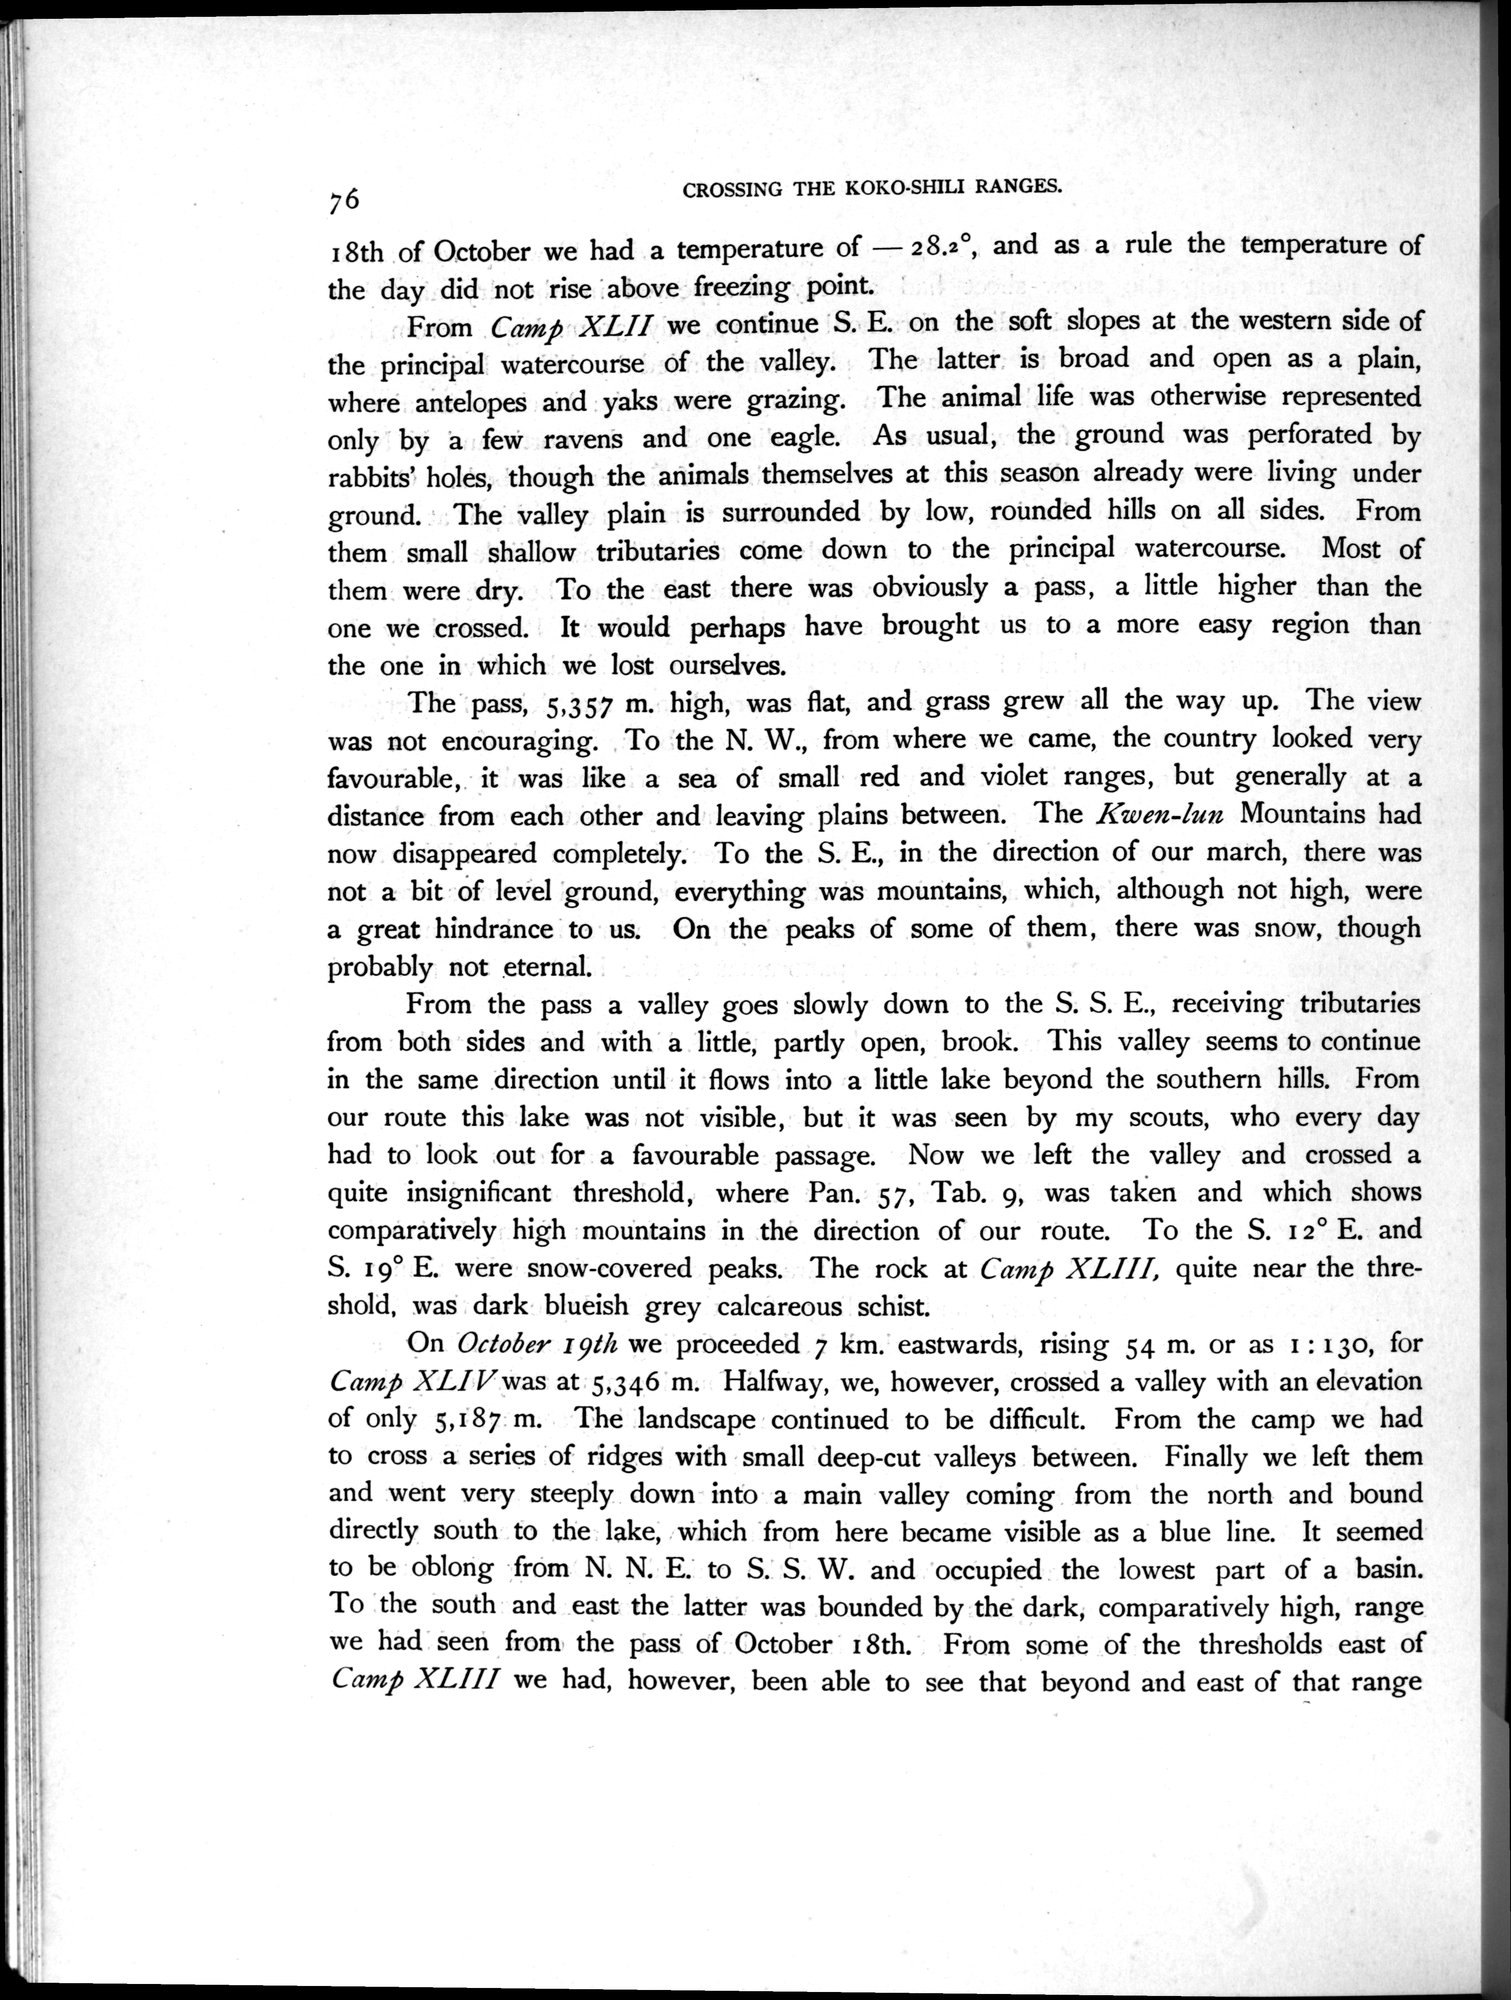 76
CROSSING THE KOKO-SHILI RANGES.
18th of October we had a temperature of — 28.2°, and as a rule the temperature of
the day did not rise above freezing point.
From Camp XLII we continue S. E. on the soft slopes at the western side of
the principal watercourse of the valley. The latter is broad and open as a plain,
where antelopes and yaks were grazing. The animal life was otherwise represented
only by a few ravens and one eagle. As usual, the ground was perforated by
rabbits' holes, though the animals themselves at this season already were living under
ground. The valley plain is surrounded by low, rounded hills on all sides. From
them small shallow tributaries come down to the principal watercourse. Most of
them were dry. To the east there was obviously a pass, a little higher than the
one we crossed. It would perhaps have brought us to a more easy region than
the one in which we lost ourselves.
The pass, 5,357 m. high, was flat, and grass grew all the way up. The view
was not encouraging. To the N. W., from where we came, the country looked very
favourable, it was like a sea of small red and violet ranges, but generally at a
distance from each other and leaving plains between. The Kwen-lun Mountains had
now disappeared completely. To the S. E., in the direction of our march, there was
not a bit of level ground, everything was mountains, which, although not high, were
a great hindrance to us. On the peaks of some of them, there was snow, though
probably not eternal.
From the pass a valley goes slowly down to the S. S. E., receiving tributaries
from both sides and with a little, partly open, brook. This valley seems to continue
in the same direction until it flows into a little lake beyond the southern hills. From
our route this lake was not visible, but it was seen by my scouts, who every day
had to look out for a favourable passage. Now we left the valley and crossed a
quite insignificant threshold, where Pan. 57, Tab. 9, was taken and which shows
comparatively high mountains in the direction of our route. To the S. 12° E. and
S. 19° E. were snow-covered peaks. The rock at Camp XLIII, quite near the thre-
shold, was dark blueish grey calcareous schist.
On October 19th we proceeded 7 km. eastwards, rising 54 m. or as 1 : 130, for
Camp XLIV was at 5,346 m. Halfway, we, however, crossed a valley with an elevation
of only 5,187 m. The landscape continued to be difficult. From the camp we had
to cross a series of ridges with small deep-cut valleys between. Finally we left them
and went very steeply down into a main valley coming from the north and bound
directly south to the lake, which from here became visible as a blue line. It seemed
to be oblong from N. N. E. to S. S. W. and occupied the lowest part of a basin.
To the south and east the latter was bounded by the dark, comparatively high, range
we had seen from the pass of October 18th. From some of the thresholds east of
Camp XLIII we had, however, been able to see that beyond and east of that range